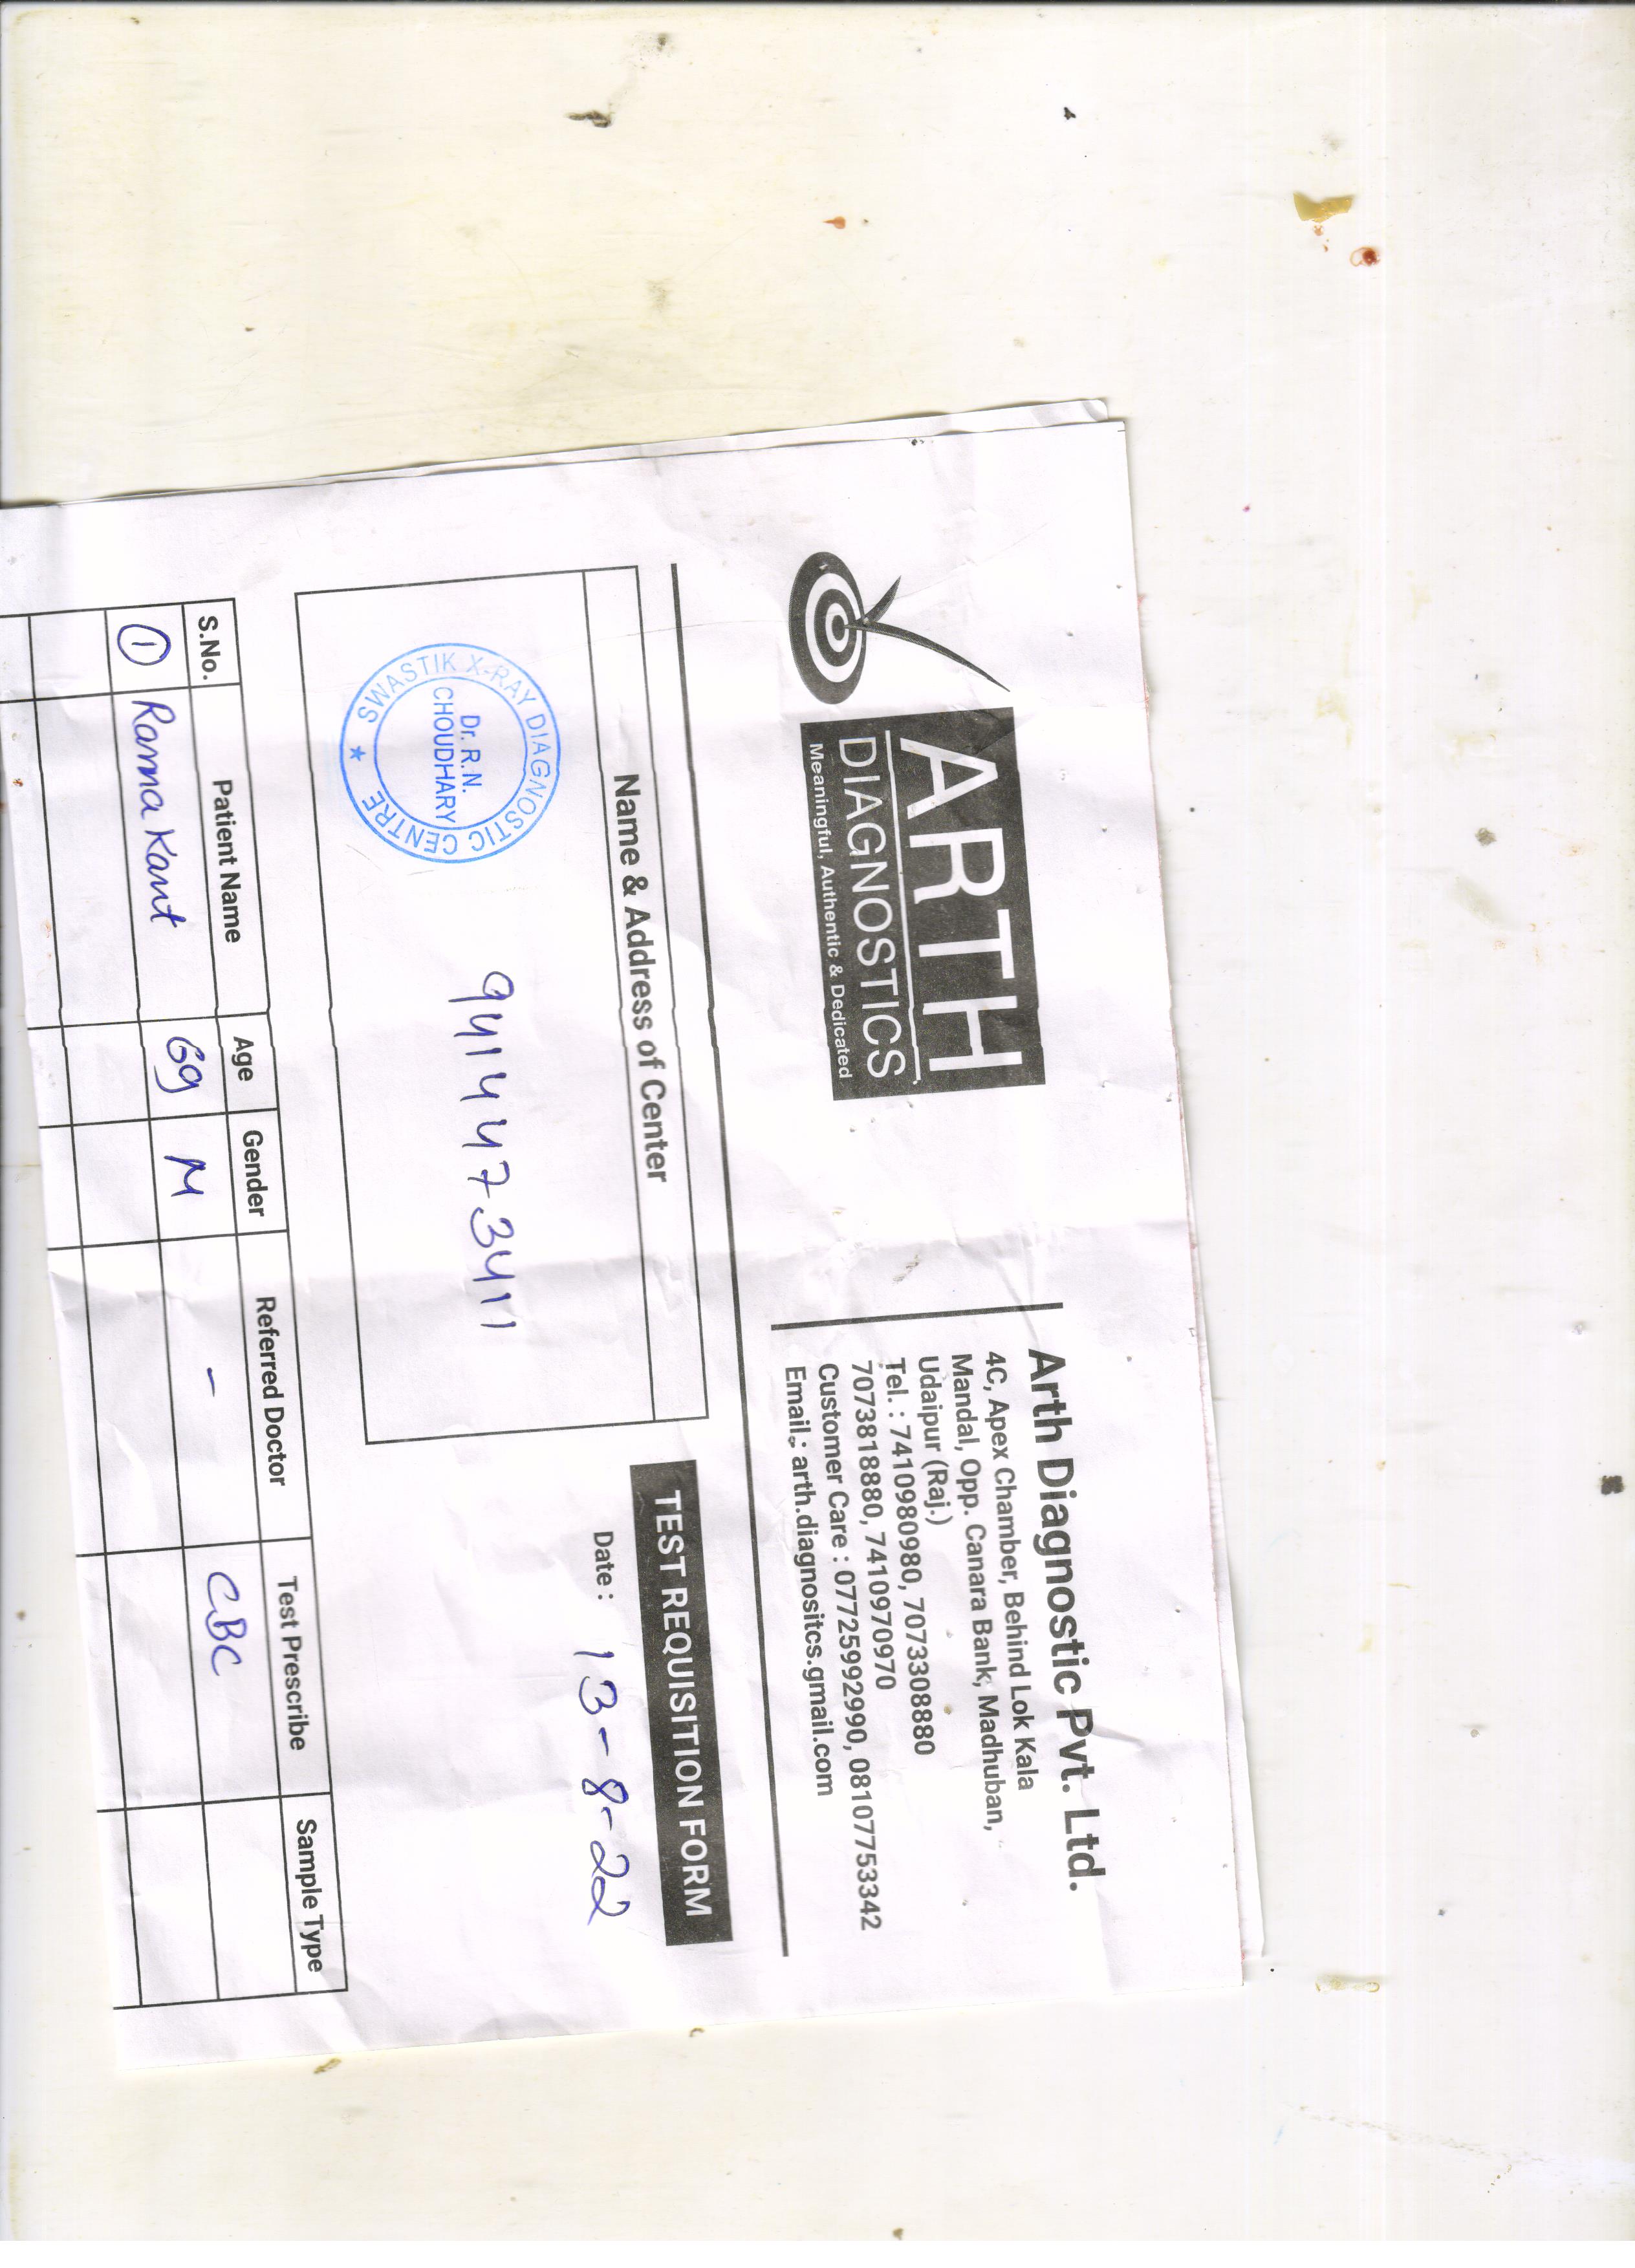 ARTH
DIAGNOSTICS
Meaningful, Authentic & Dedicated
Arth Diagnostic Pvt. Ltd.
4C, Apex Chamber, Behind Lok Kala
Mandal, Opp. Canara Bank, Madhuban,
Udaipur (Raj.)
Tel. : 7410980980, 7073308880
7073818880, 7410970970
Customer Care : 07725992990, 08107753342
Email : arth.diagnositcs.gmail.com
Name & Address of Center
SWASTIK X-RAY DIAGNOSTIC CENTRE
Dr. R.N.
CHOUDHARY
9414473411
TEST REQUISITION FORM
Date : 13-8-22
S.No. Patient Name Age Gender Referred Doctor Test Prescribe Sample Type
1 Rama Kant 69 M - CBC